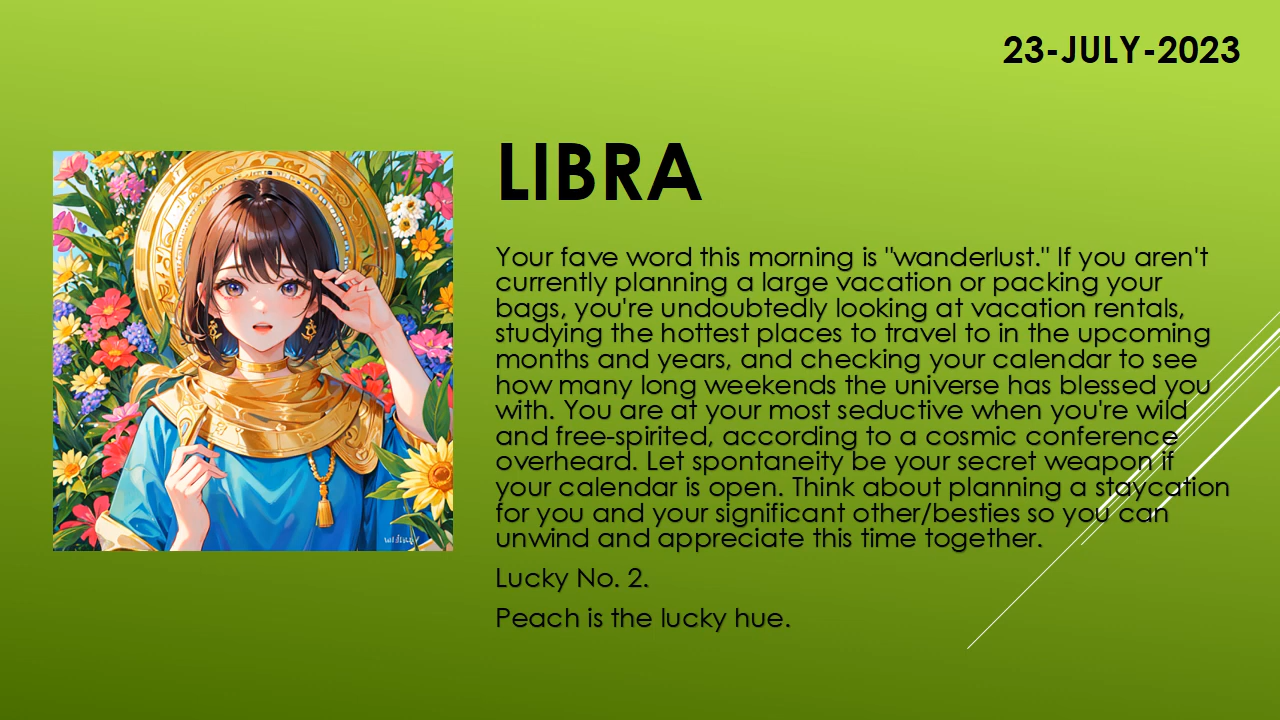 23-JULY-2023
LIBRA
Your fave word this morning is "wanderlust." If you aren't
currently planning a large vacation or packing your
bags, you're undoubtedly looking at vacation rentals,
studying the hottest places to travel to in the upcoming
months and years, and checking your calendar to see
how many long weekends the universe has blessed you
with. You are at your most seductive when you're wild
and free-spirited, according to a cosmic conference
overheard. Let spontaneity be your secret weapon if
your calendar is open. Think about planning a staycation
for you and your significant other/besties so you can
unwind and appreciate this time together.
Lucky No. 2.
Peach is the lucky hue.